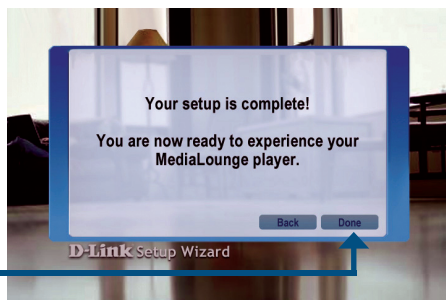 Your setup is complete!
You are now ready to experience your
MediaLounge player.
Back Done
D-Link Setup Wizard